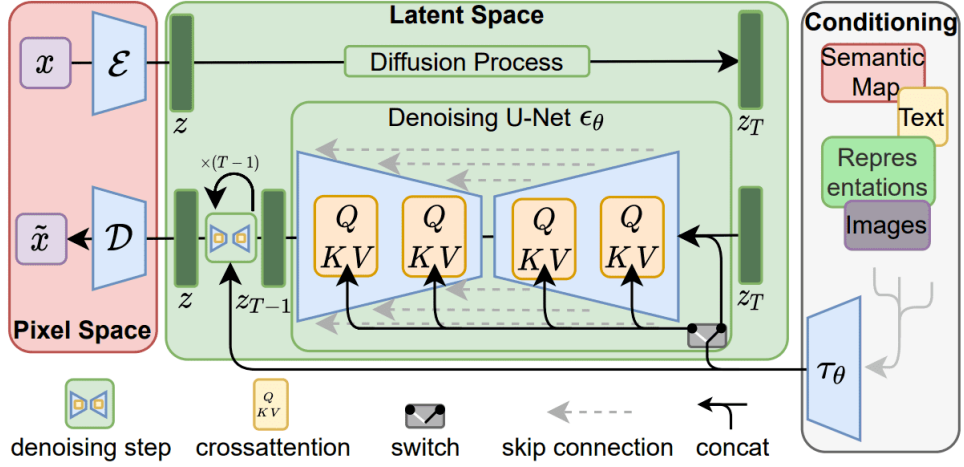 Latent Space
Conditioning
x
ℰ
z
Diffusion Process
z_T
Semantic
Map
Text
Repres
entations
Images
Denoising U-Net ϵ_θ
×(T−1)
Q
KV
Q
KV
Q
KV
Q
KV
x̃
𝒟
z
z_{T−1}
z_T
Pixel Space
τ_θ
Q
KV
denoising step
crossattention
switch
skip connection
concat